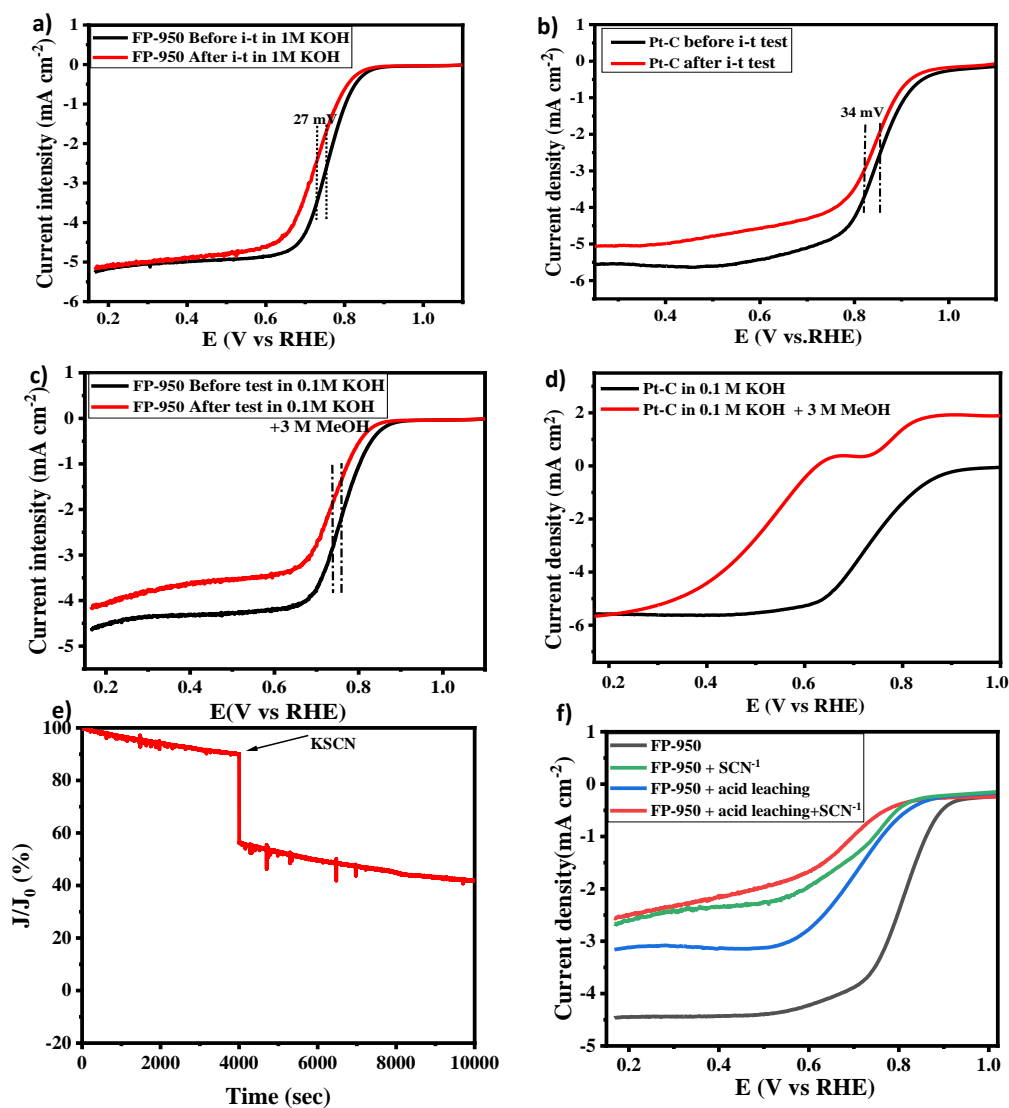 a)
FP-950 Before i-t in 1M KOH
FP-950 After i-t in 1M KOH
27 mV
1
0
-1
-2
-3
-4
-5
-6
0.2 0.4 0.6 0.8 1.0
Current intensity (mA cm-2)
E (V vs RHE)
b)
Pt-C before i-t test
Pt-C after i-t test
34 mV
1
0
-1
-2
-3
-4
-5
-6
0.4 0.6 0.8 1.0
Current density (mA cm-2)
E (V vs.RHE)
c)
FP-950 Before test in 0.1M KOH
FP-950 After test in 0.1M KOH
+3 M MeOH
1
0
-1
-2
-3
-4
-5
0.2 0.4 0.6 0.8 1.0
Current intensity (mA cm-2)
E(V vs RHE)
d)
Pt-C in 0.1 M KOH
Pt-C in 0.1 M KOH + 3 M MeOH
2
0
-2
-4
-6
0.4 0.6 0.8 1.0
Current density (mA cm2)
E (V vs RHE)
e)
KSCN
100
80
60
40
20
0
-20
0 2000 4000 6000 8000 10000
J/J0 (%)
Time (sec)
f)
FP-950
FP-950 + SCN-1
FP-950 + acid leaching
FP-950 + acid leaching+SCN-1
0
-1
-2
-3
-4
-5
0.2 0.4 0.6 0.8 1.0
Current density(mA cm-2)
E (V vs RHE)